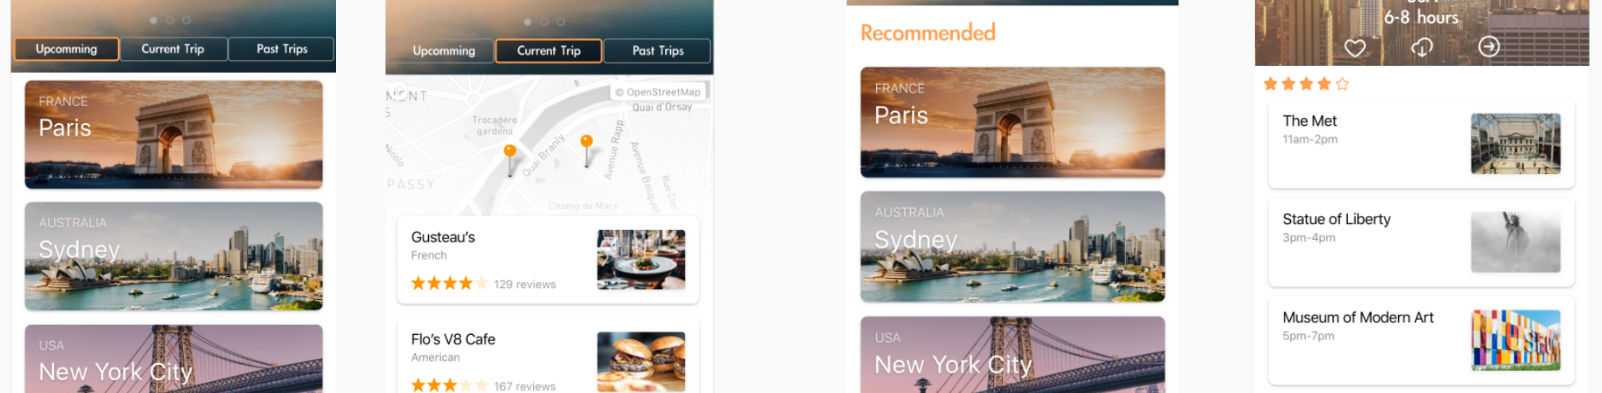 Upcomming
Current Trip
Past Trips
FRANCE
Paris
AUSTRALIA
Sydney
USA
New York City
Upcomming
Current Trip
Past Trips
© OpenStreetMap
Quai d'Orsay
Trocadéro
gardens
Quai Branly
Avenue Rapp
Avenue Bosquet
Rue Cler
PASSY
Champ de Mars
Gusteau's
French
129 reviews
Flo's V8 Cafe
American
167 reviews
Recommended
FRANCE
Paris
AUSTRALIA
Sydney
USA
New York City
6-8 hours
The Met
11am-2pm
Statue of Liberty
3pm-4pm
Museum of Modern Art
5pm-7pm